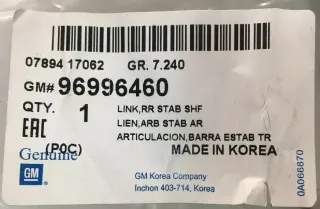 07894 17062 GR. 7.240
GM# 96996460
QTY. 1 LINK,RR STAB SHF
EAC LIEN,ARB STAB AR
(P0C) ARTICULACION,BARRA ESTAB TR
Genuine MADE IN KOREA
GM GM Korea Company
Inchon 403-714, Korea
0A066870